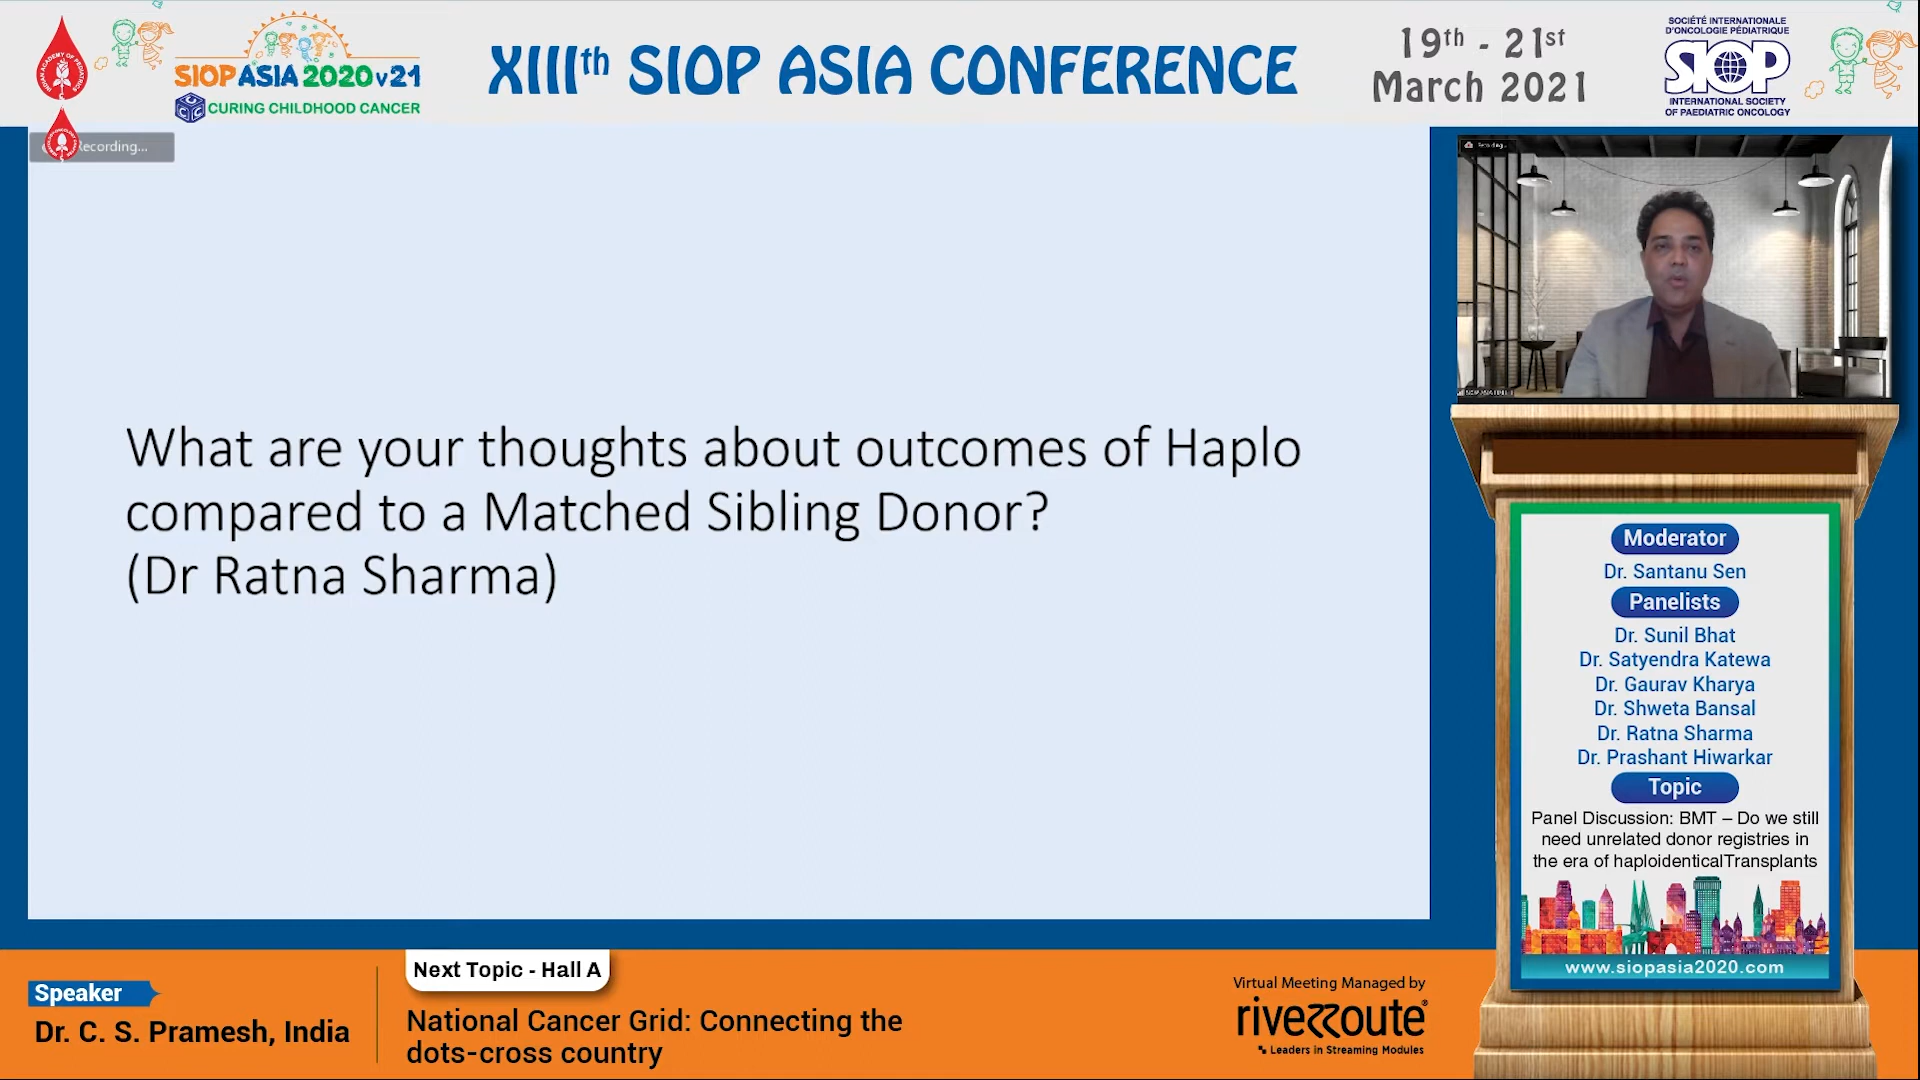 SIOP ASIA 2020 v21
CURING CHILDHOOD CANCER
XIIIth SIOP ASIA CONFERENCE
19th - 21st
March 2021
SOCIÉTÉ INTERNATIONALE
D'ONCOLOGIE PÉDIATRIQUE
SIOP
INTERNATIONAL SOCIETY
OF PAEDIATRIC ONCOLOGY
Recording...
Recording...
What are your thoughts about outcomes of Haplo
compared to a Matched Sibling Donor?
(Dr Ratna Sharma)
Moderator
Dr. Santanu Sen
Panelists
Dr. Sunil Bhat
Dr. Satyendra Katewa
Dr. Gaurav Kharya
Dr. Shweta Bansal
Dr. Ratna Sharma
Dr. Prashant Hiwarkar
Topic
Panel Discussion: BMT – Do we still
need unrelated donor registries in
the era of haploidenticalTransplants
www.siopasia2020.com
Speaker
Dr. C. S. Pramesh, India
Next Topic - Hall A
National Cancer Grid: Connecting the
dots-cross country
Virtual Meeting Managed by
riverroute®
Leaders in Streaming Modules